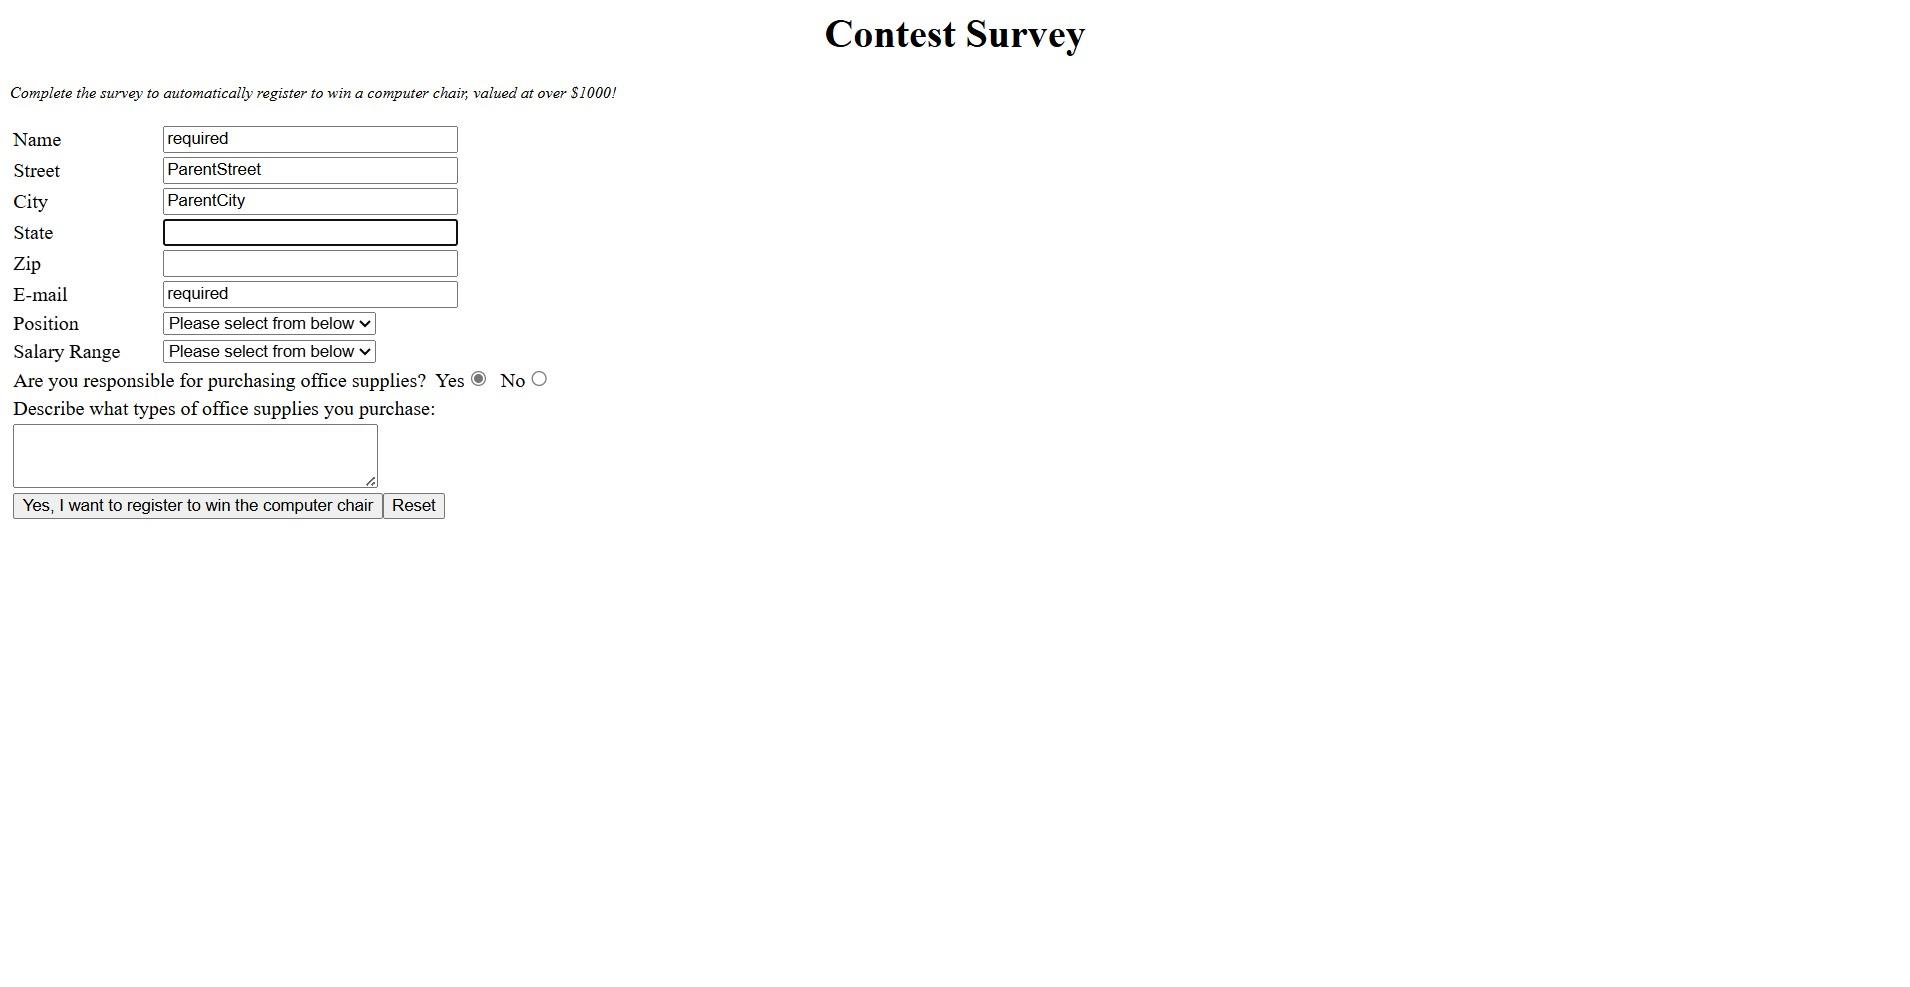 Contest Survey
Complete the survey to automatically register to win a computer chair, valued at over $1000!
Name required
Street ParentStreet
City ParentCity
State
Zip
E-mail required
Position Please select from below
Salary Range Please select from below
Are you responsible for purchasing office supplies? Yes No
Describe what types of office supplies you purchase:
Yes, I want to register to win the computer chair Reset